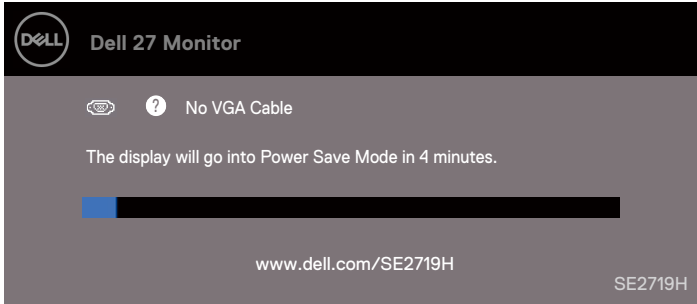 DELL
Dell 27 Monitor
? No VGA Cable
The display will go into Power Save Mode in 4 minutes.
www.dell.com/SE2719H
SE2719H